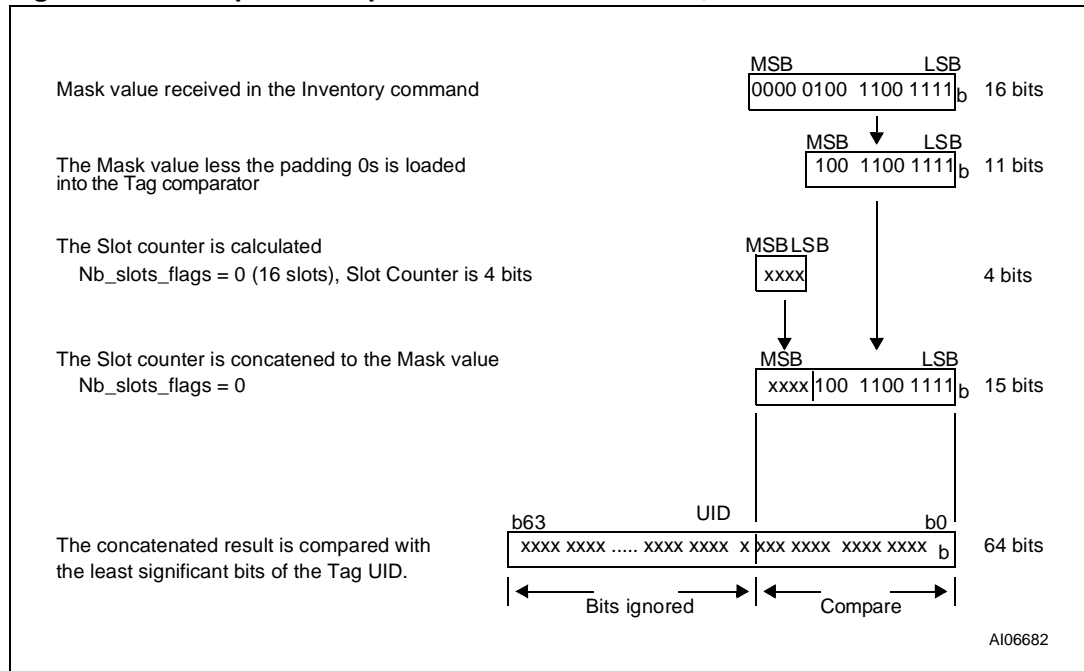 MSB LSB
Mask value received in the Inventory command 0000 0100 1100 1111 b 16 bits
MSB LSB
The Mask value less the padding 0s is loaded
into the Tag comparator
100 1100 1111 b 11 bits
The Slot counter is calculated
MSB LSB
Nb_slots_flags = 0 (16 slots), Slot Counter is 4 bits
xxxx 4 bits
The Slot counter is concatened to the Mask value
MSB LSB
Nb_slots_flags = 0
xxxx 100 1100 1111 b 15 bits
UID
b63 b0
The concatenated result is compared with
the least significant bits of the Tag UID.
xxxx xxxx ..... xxxx xxxx x xxx xxxx xxxx xxxx b 64 bits
Bits ignored Compare
AI06682